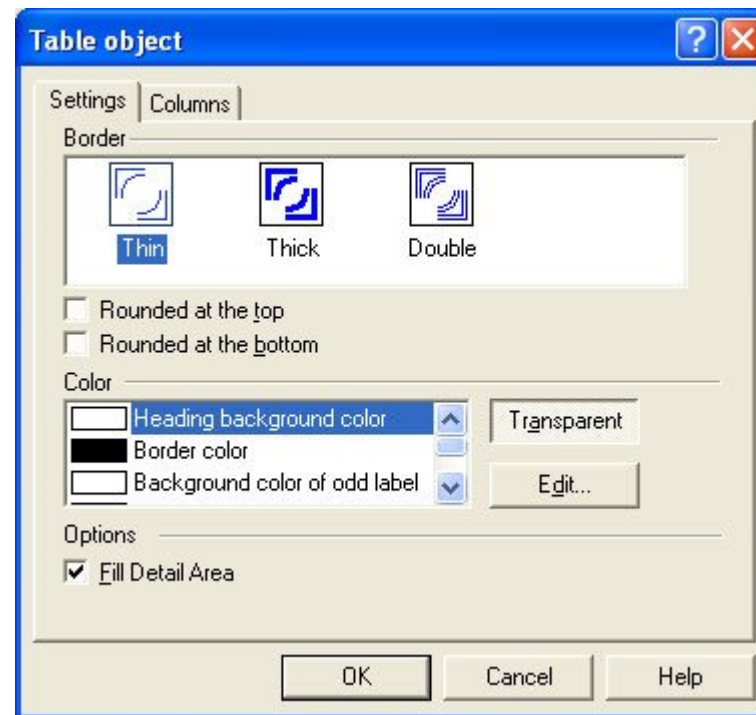 Table object
Settings Columns
Border
Thin Thick Double
Rounded at the top
Rounded at the bottom
Color
Heading background color
Border color
Background color of odd label
Transparent
Edit...
Options
Fill Detail Area
OK Cancel Help